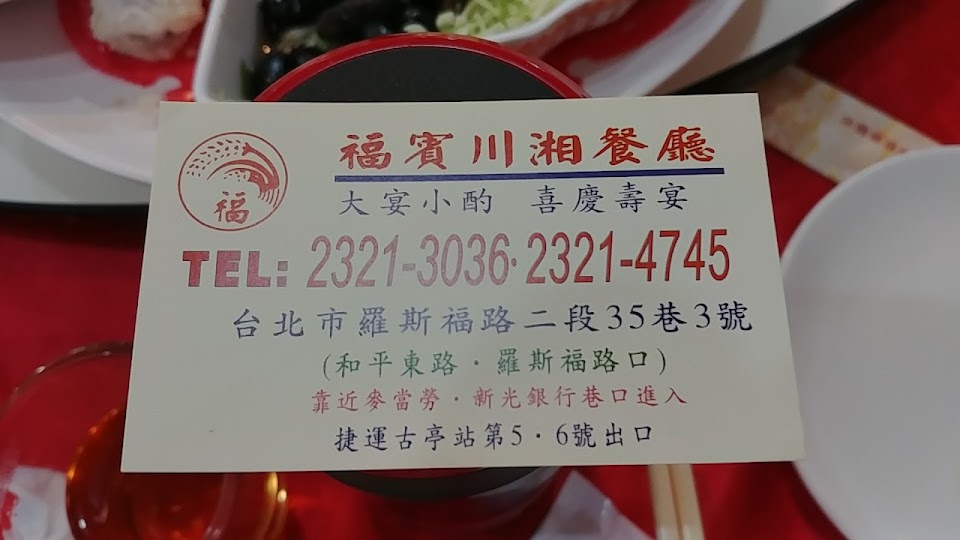 福賓川湘餐廳
福
大宴小酌 喜慶壽宴
TEL: 2321-3036·2321-4745
台北市羅斯福路二段35巷3號
(和平東路·羅斯福路口)
靠近麥當勞·新光銀行巷口進入
捷運古亭站第5·6號出口